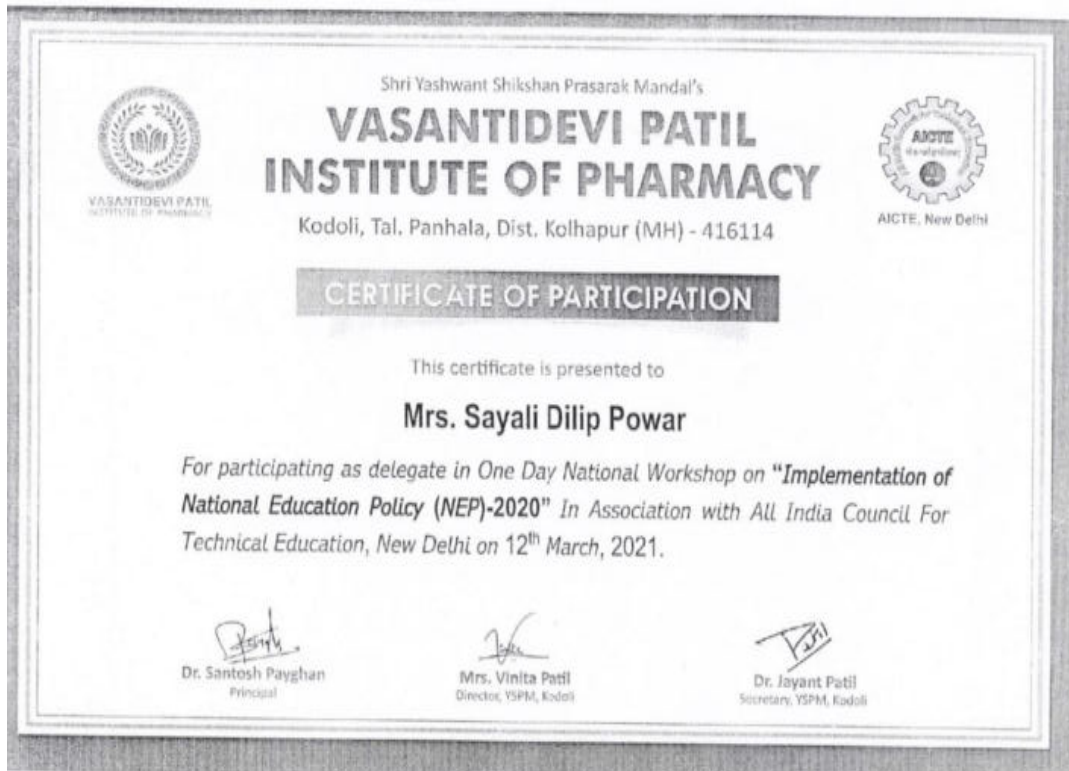 Shri Yashwant Shikshan Prasarak Mandal's
VASANTIDEVI PATIL
INSTITUTE OF PHARMACY
Kodoli, Tal. Panhala, Dist. Kolhapur (MH) - 416114
VASANTIDEVI PATIL
INSTITUTE OF PHARMACY
AICTE
AICTE, New Delhi
CERTIFICATE OF PARTICIPATION
This certificate is presented to
Mrs. Sayali Dilip Powar
For participating as delegate in One Day National Workshop on "Implementation of
National Education Policy (NEP)-2020" In Association with All India Council For
Technical Education, New Delhi on 12th March, 2021.
Dr. Santosh Payghan
Principal
Mrs. Vinita Patil
Director, YSPM, Kodoli
Dr. Jayant Patil
Secretary, YSPM, Kodoli